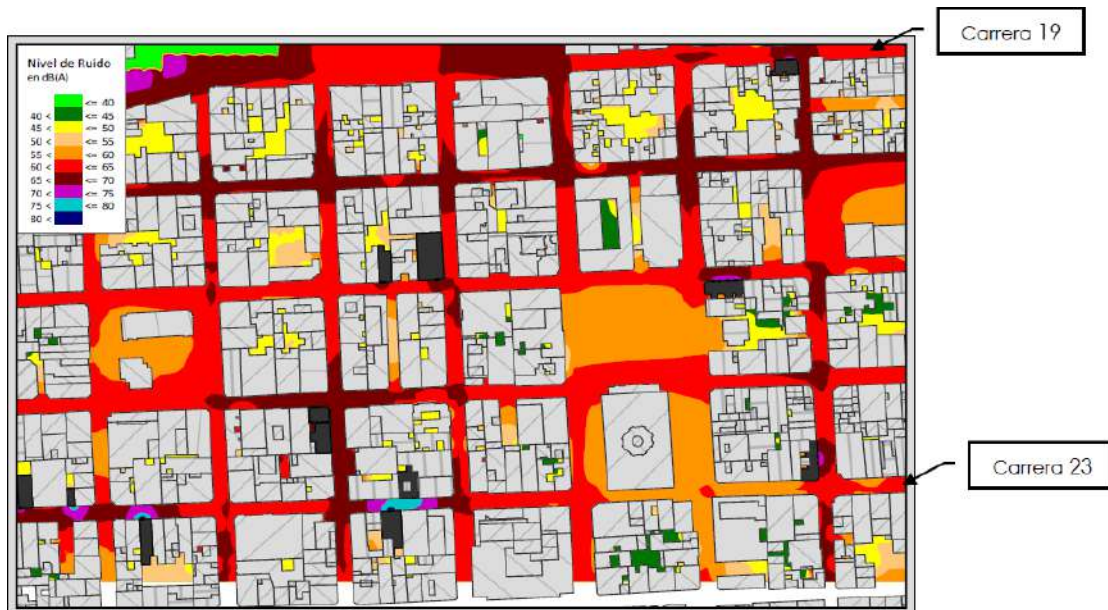 Carrera 19
Nivel de Ruido
en dB(A)
<= 40
40 < <= 45
45 < <= 50
50 < <= 55
55 < <= 60
60 < <= 65
65 < <= 70
70 < <= 75
75 < <= 80
80 <
Carrera 23